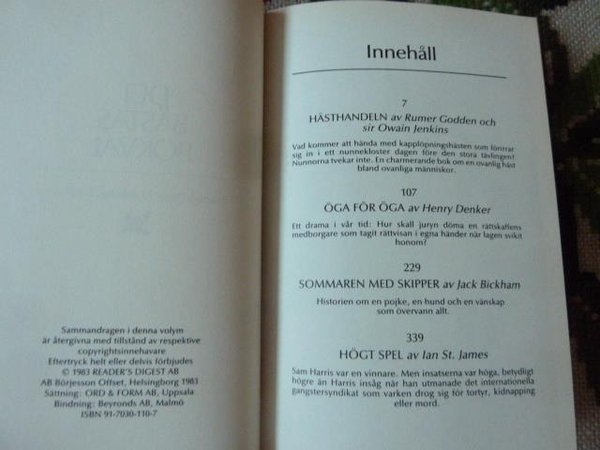 Sammandragen i denna volym
är återgivna med tillstånd av respektive
copyrightsinnehavare
Eftertryck helt eller delvis förbjudes
© 1983 READER'S DIGEST AB
AB Börjesson Offset, Helsingborg 1983
Sättning: ORD & FORM AB, Uppsala
Bindning: Beyronds AB, Malmö
ISBN 91-7030-110-7
Innehåll
7
HÄSTHANDELN av Rumer Godden och
sir Owain Jenkins
Vad kommer att hända med kapplöpningshästen som förirrar
sig in i ett nunnekloster dagen före den stora tävlingen?
Nunnorna tvekar inte. En charmerande bok om en ovanlig häst
bland ovanliga människor.
107
ÖGA FÖR ÖGA av Henry Denker
Ett drama i vår tid: Hur skall juryn döma en rättskaffens
medborgare som tagit rättvisan i egna händer när lagen svikit
honom?
229
SOMMAREN MED SKIPPER av Jack Bickham
Historien om en pojke, en hund och en vänskap
som övervann allt.
339
HÖGT SPEL av Ian St. James
Sam Harris var en vinnare. Men insatserna var höga, betydligt
högre än Harris insåg när han utmanade det internationella
gangstersyndikat som varken drog sig för tortyr, kidnapping
eller mord.